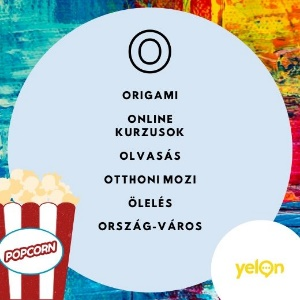 O
ORIGAMI
ONLINE
KURZUSOK
OLVASÁS
OTTHONI MOZI
ÖLELÉS
ORSZÁG-VÁROS
POPCORN
yelon